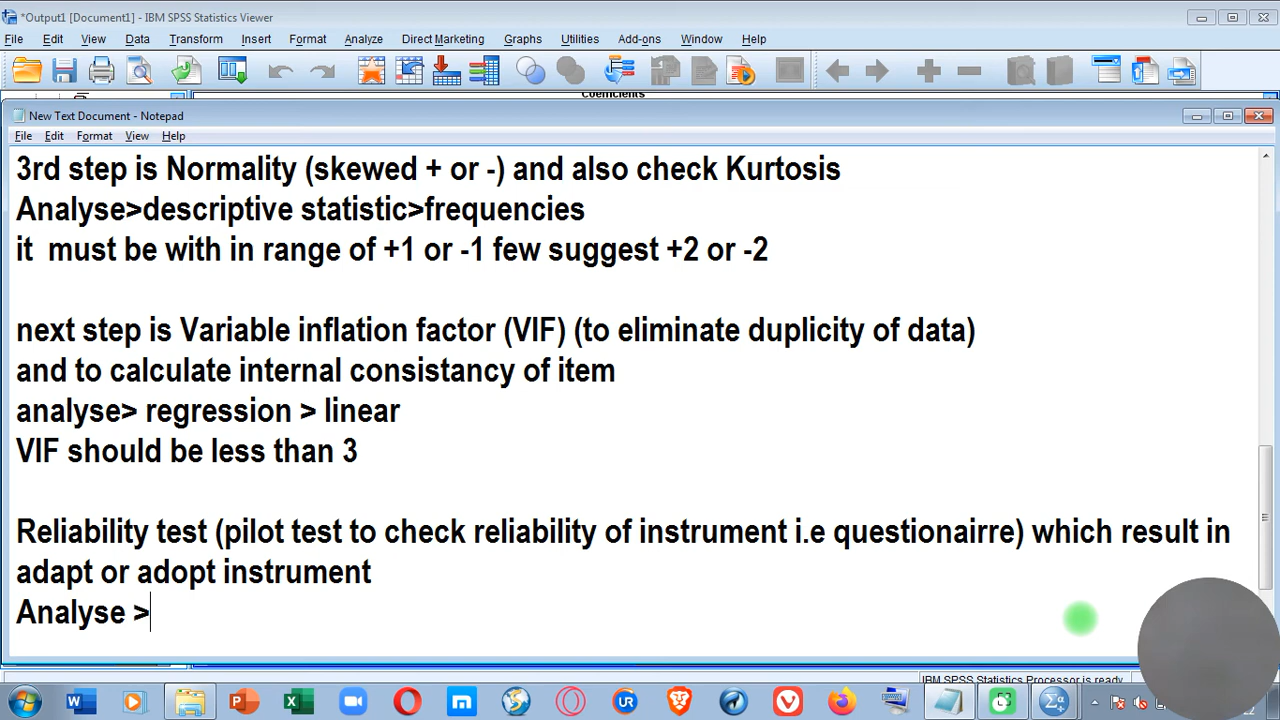 *Output1 [Document1] - IBM SPSS Statistics Viewer
File Edit View Data Transform Insert Format Analyze Direct Marketing Graphs Utilities Add-ons Window Help
Coefficients
New Text Document - Notepad
File Edit Format View Help
3rd step is Normality (skewed + or -) and also check Kurtosis
Analyse>descriptive statistic>frequencies
it must be with in range of +1 or -1 few suggest +2 or -2
next step is Variable inflation factor (VIF) (to eliminate duplicity of data)
and to calculate internal consistancy of item
analyse> regression > linear
VIF should be less than 3
Reliability test (pilot test to check reliability of instrument i.e questionairre) which result in
adapt or adopt instrument
Analyse >
IBM SPSS Statistics Processor is ready